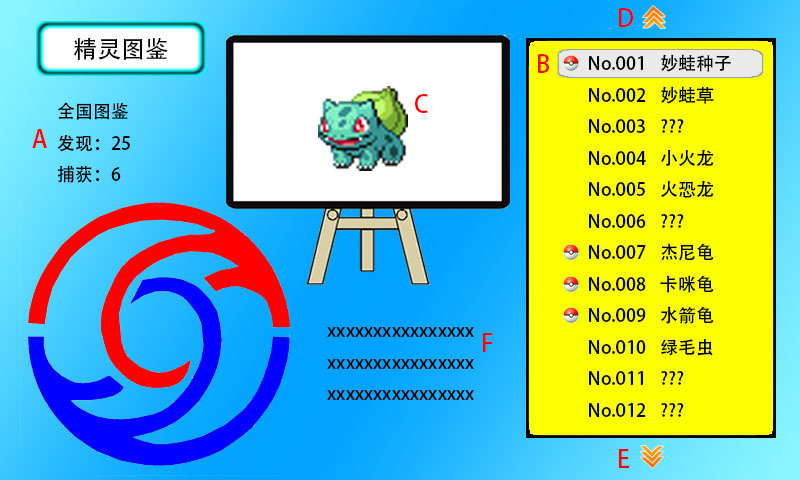 精灵图鉴
全国图鉴
A
发现：25
捕获：6
C
xxxxxxxxxxxxxxxx
F
xxxxxxxxxxxxxxxx
xxxxxxxxxxxxxxxx
D
B
No.001 妙蛙种子
No.002 妙蛙草
No.003 ???
No.004 小火龙
No.005 火恐龙
No.006 ???
No.007 杰尼龟
No.008 卡咪龟
No.009 水箭龟
No.010 绿毛虫
No.011 ???
No.012 ???
E